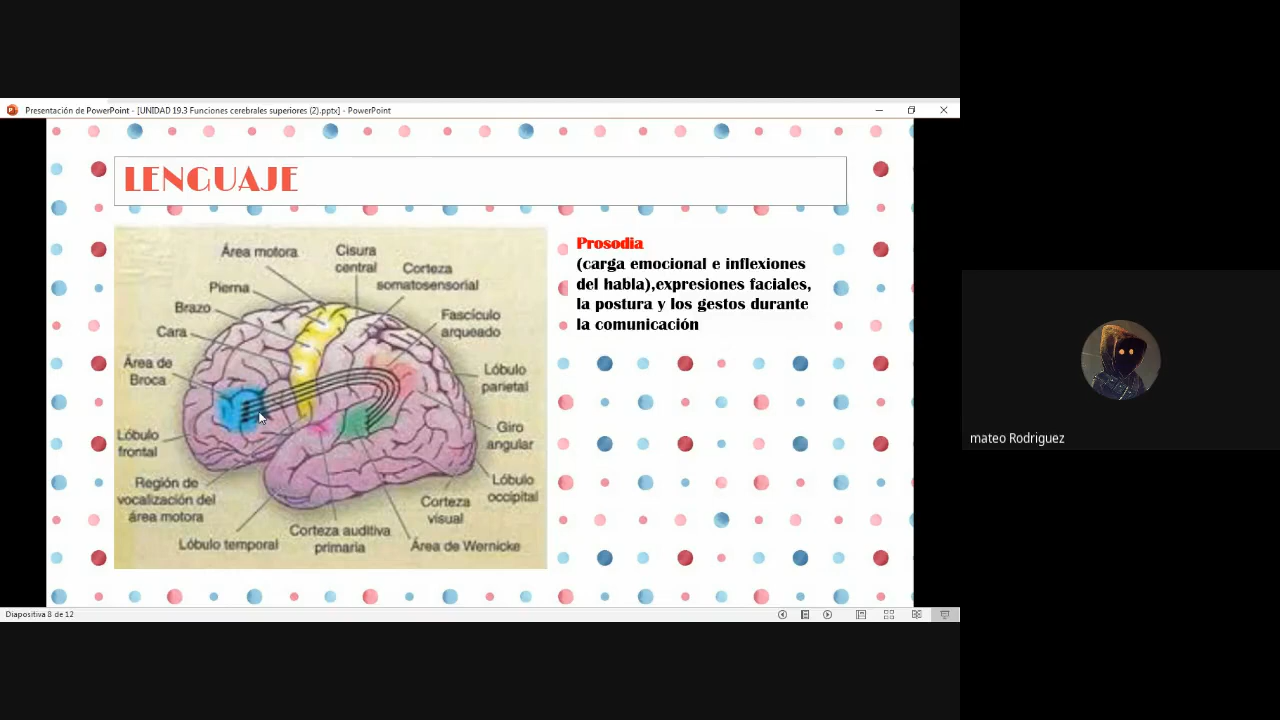 Presentación de PowerPoint - [UNIDAD 19.3 Funciones cerebrales superiores (2).pptx] - PowerPoint
LENGUAJE
Área motora
Cisura
central
Corteza
somatosensorial
Pierna
Brazo
Cara
Fascículo
arqueado
Área de
Broca
Lóbulo
parietal
Lóbulo
frontal
Giro
angular
Región de
vocalización del
área motora
Lóbulo
occipital
Corteza
visual
Lóbulo temporal
Corteza auditiva
primaria
Área de Wernicke
Prosodia
(carga emocional e inflexiones
del habla),expresiones faciales,
la postura y los gestos durante
la comunicación
mateo Rodriguez
Diapositiva 8 de 12